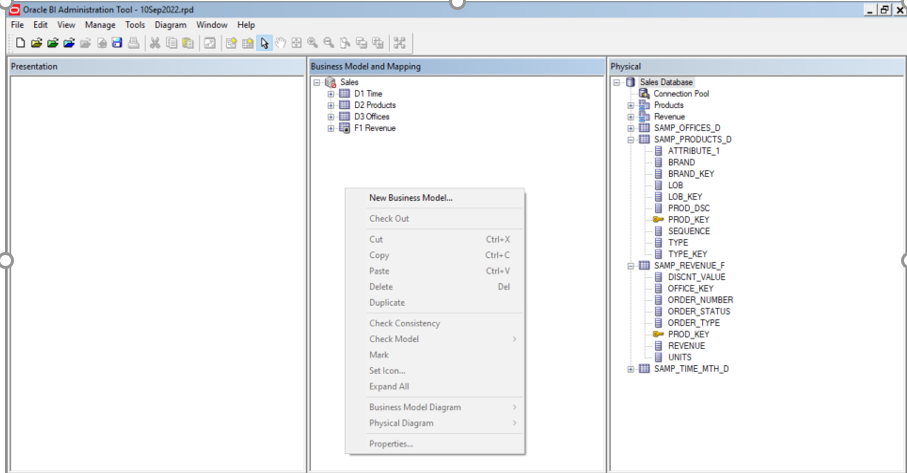 Oracle BI Administration Tool - 10Sep2022.rpd
File Edit View Manage Tools Diagram Window Help
Presentation
Business Model and Mapping
Sales
D1 Time
D2 Products
D3 Offices
F1 Revenue
New Business Model...
Check Out
Cut Ctrl+X
Copy Ctrl+C
Paste Ctrl+V
Delete Del
Duplicate
Check Consistency
Check Model
Mark
Set Icon...
Expand All
Business Model Diagram
Physical Diagram
Properties...
Physical
Sales Database
Connection Pool
Products
Revenue
SAMP_OFFICES_D
SAMP_PRODUCTS_D
ATTRIBUTE_1
BRAND
BRAND_KEY
LOB
LOB_KEY
PROD_DSC
PROD_KEY
SEQUENCE
TYPE
TYPE_KEY
SAMP_REVENUE_F
DISCNT_VALUE
OFFICE_KEY
ORDER_NUMBER
ORDER_STATUS
ORDER_TYPE
PROD_KEY
REVENUE
UNITS
SAMP_TIME_MTH_D